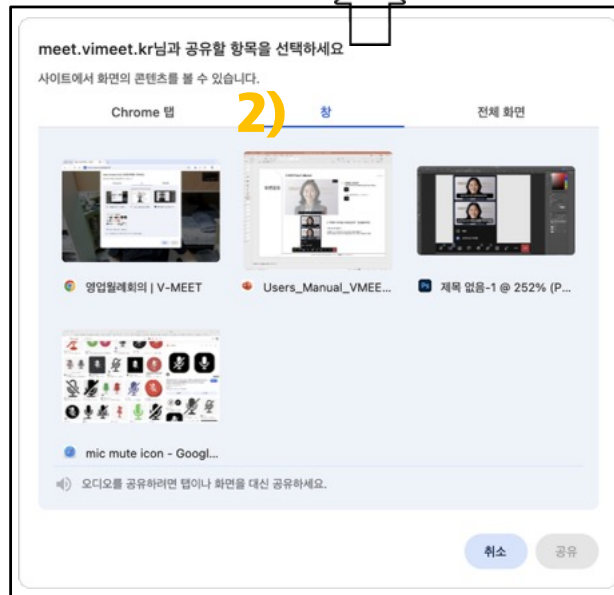 meet.vimeet.kr님과 공유할 항목을 선택하세요
사이트에서 화면의 콘텐츠를 볼 수 있습니다.
Chrome 탭
2)
창
전체 화면
영업월례회의 | V-MEET
Users_Manual_VMEE...
제목 없음-1 @ 252% (P...
mic mute icon - Googl...
오디오를 공유하려면 탭이나 화면을 대신 공유하세요.
취소
공유